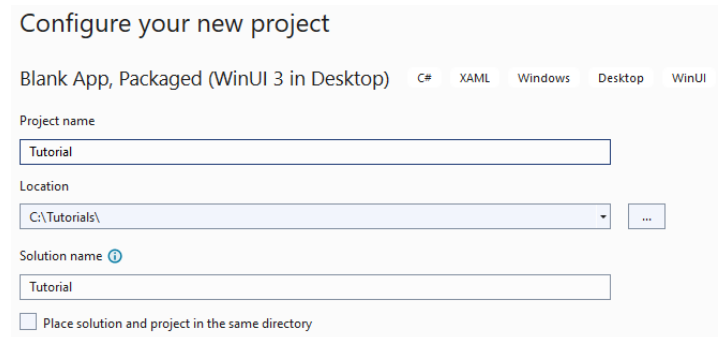 Configure your new project
Blank App, Packaged (WinUI 3 in Desktop) C# XAML Windows Desktop WinUI
Project name
Tutorial
Location
C:\Tutorials\ ...
Solution name
Tutorial
Place solution and project in the same directory